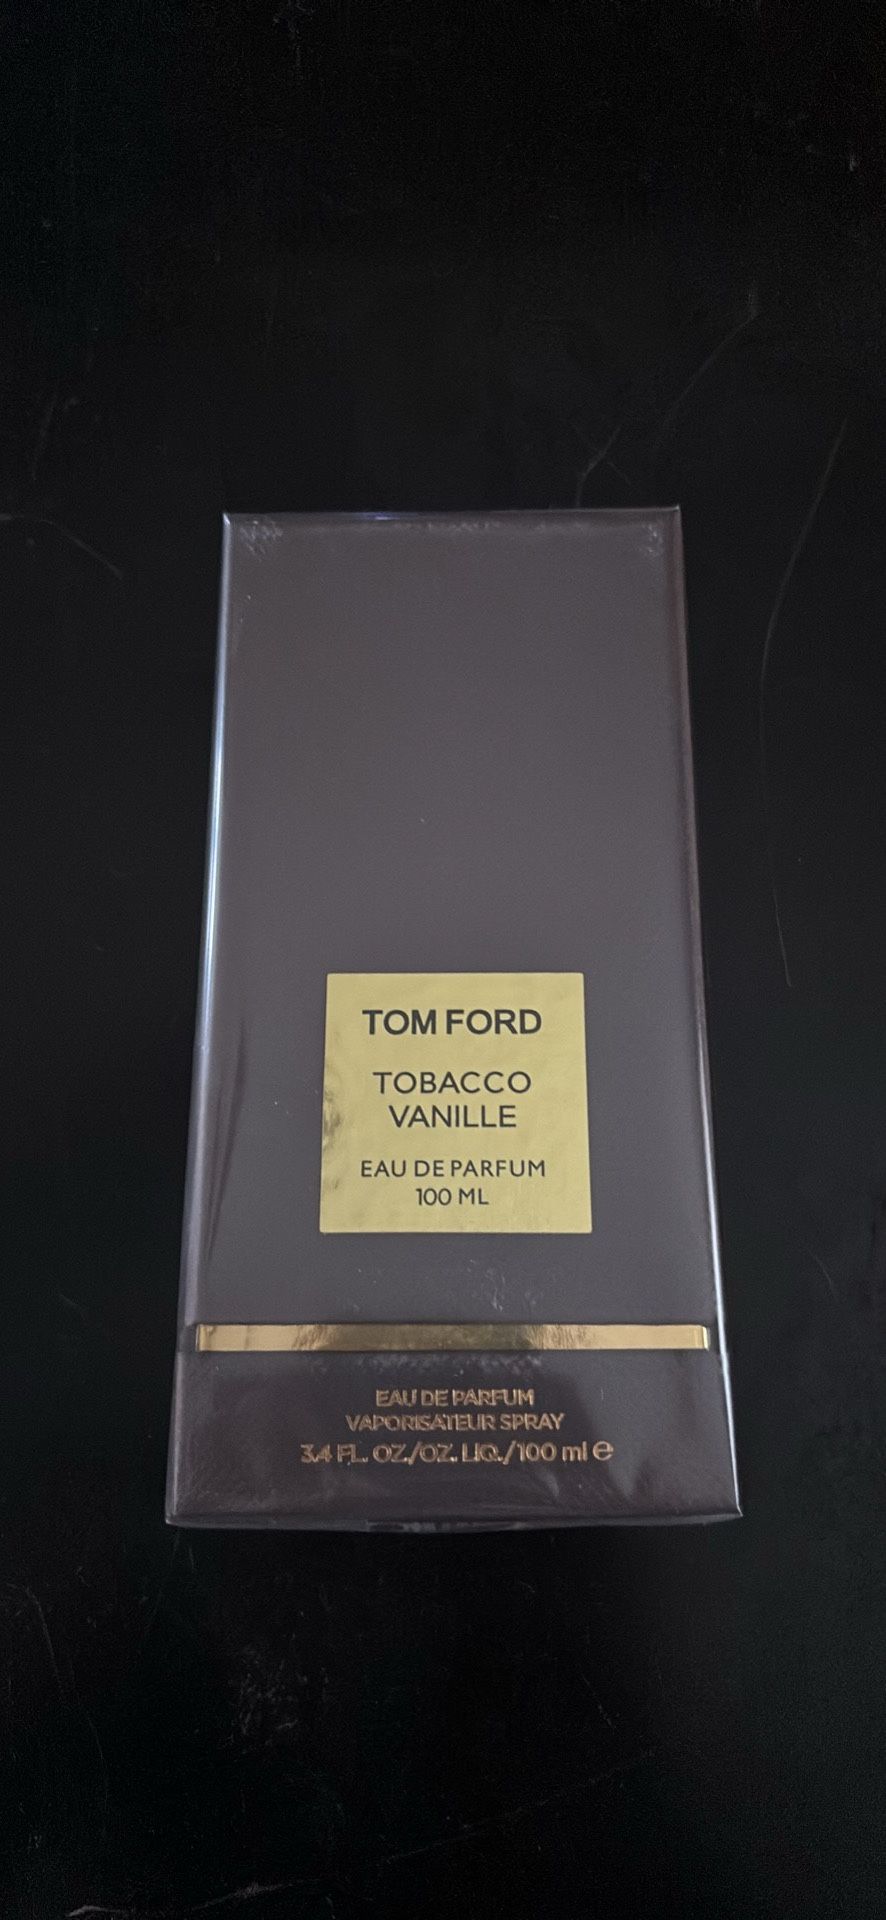 TOM FORD
TOBACCO
VANILLE
EAU DE PARFUM
100 ML
EAU DE PARFUM
VAPORISATEUR SPRAY
3.4 FL. OZ./OZ. LIQ./100 ml ℮